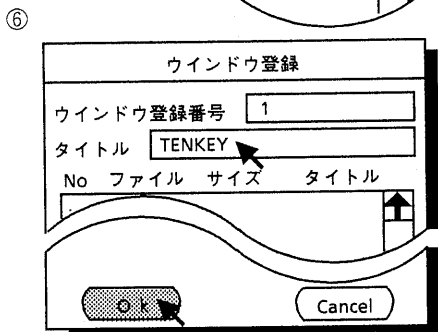 ⑥
ウインドウ登録
ウインドウ登録番号 1
タイトル TENKEY
No ファイル サイズ タイトル
Ok Cancel